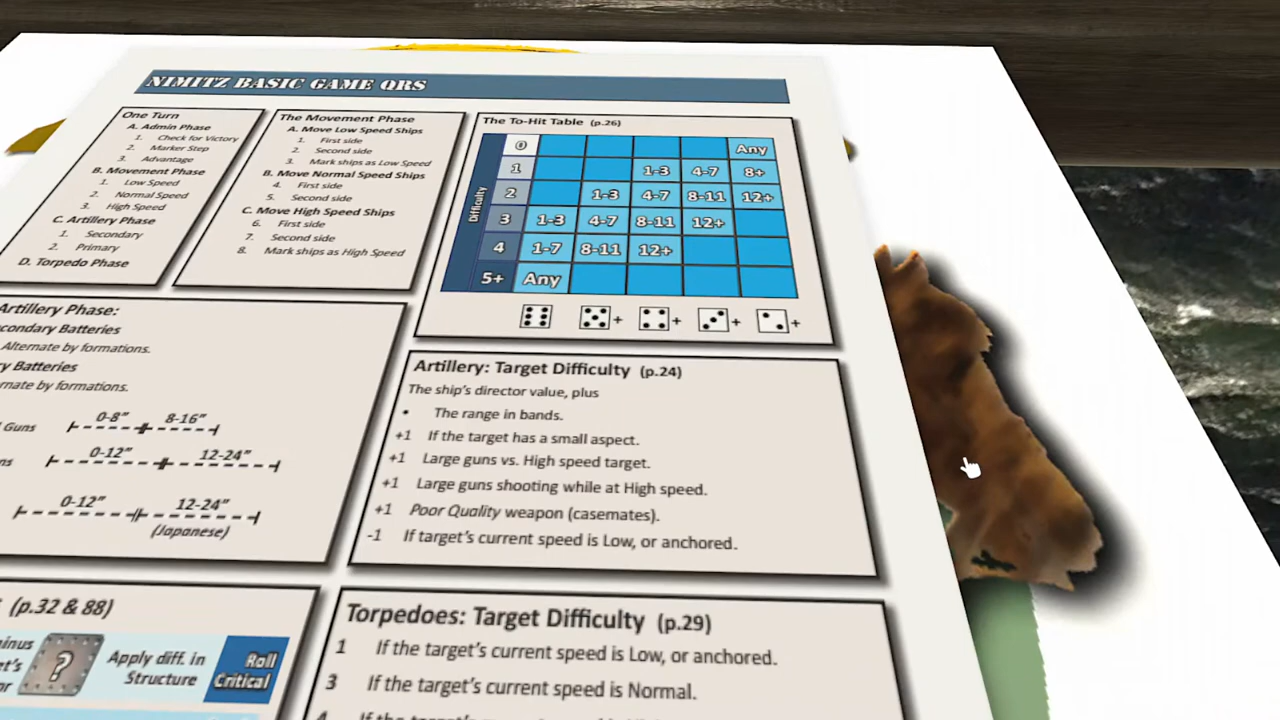 NIMITZ BASIC GAME QRS
One Turn
A. Admin Phase
1. Check for Victory
2. Marker Step
3. Advantage
B. Movement Phase
1. Low Speed
2. Normal Speed
3. High Speed
C. Artillery Phase
1. Secondary
2. Primary
D. Torpedo Phase
The Movement Phase
A. Move Low Speed Ships
1. First side
2. Second side
3. Mark ships as Low Speed
B. Move Normal Speed Ships
4. First side
5. Second side
C. Move High Speed Ships
6. First side
7. Second side
8. Mark ships as High Speed
The To-Hit Table (p.26)
Difficulty
0 Any
1 1-3 4-7 8+
2 1-3 4-7 8-11 12+
3 1-3 4-7 8-11 12+
4 1-7 8-11 12+
5+ Any
+ + + +
Artillery Phase:
Batteries
Alternate by formations.
Batteries
by formations.
Guns 0-8" 8-16"
0-12" 12-24"
0-12" 12-24"
(Japanese)
Artillery: Target Difficulty (p.24)
The ship's director value, plus
• The range in bands.
+1 If the target has a small aspect.
+1 Large guns vs. High speed target.
+1 Large guns shooting while at High speed.
+1 Poor Quality weapon (casemates).
-1 If target's current speed is Low, or anchored.
(p.32 & 88)
?
Apply diff. in
Structure
Roll
Critical
Torpedoes: Target Difficulty (p.29)
1 If the target's current speed is Low, or anchored.
3 If the target's current speed is Normal.